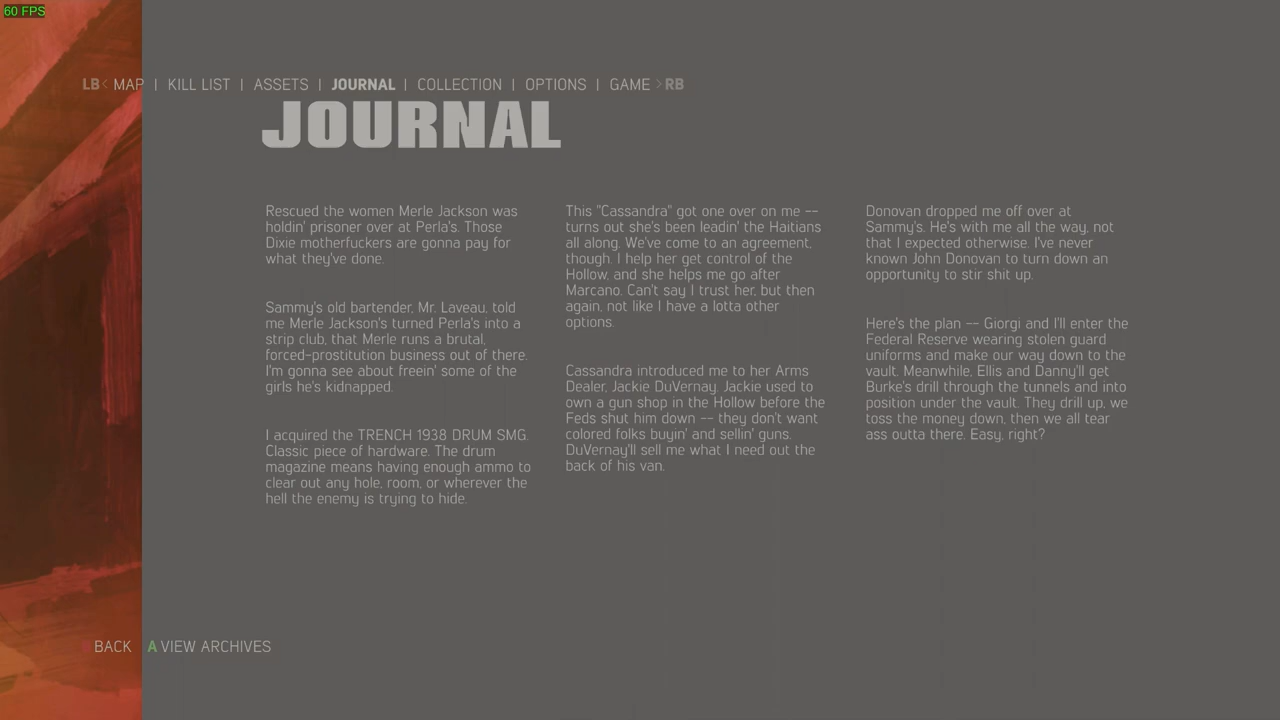 60 FPS
LB< MAP | KILL LIST | ASSETS | JOURNAL | COLLECTION | OPTIONS | GAME >RB
JOURNAL
Rescued the women Merle Jackson was
holdin' prisoner over at Perla's. Those
Dixie motherfuckers are gonna pay for
what they've done.
Sammy's old bartender, Mr. Laveau, told
me Merle Jackson's turned Perla's into a
strip club, that Merle runs a brutal,
forced-prostitution business out of there.
I'm gonna see about freein' some of the
girls he's kidnapped.
I acquired the TRENCH 1938 DRUM SMG.
Classic piece of hardware. The drum
magazine means having enough ammo to
clear out any hole, room, or wherever the
hell the enemy is trying to hide.
This "Cassandra" got one over on me --
turns out she's been leadin' the Haitians
all along. We've come to an agreement,
though. I help her get control of the
Hollow, and she helps me go after
Marcano. Can't say I trust her, but then
again, not like I have a lotta other
options.
Cassandra introduced me to her Arms
Dealer, Jackie DuVernay. Jackie used to
own a gun shop in the Hollow before the
Feds shut him down -- they don't want
colored folks buyin' and sellin' guns.
DuVernay'll sell me what I need out the
back of his van.
Donovan dropped me off over at
Sammy's. He's with me all the way, not
that I expected otherwise. I've never
known John Donovan to turn down an
opportunity to stir shit up.
Here's the plan -- Giorgi and I'll enter the
Federal Reserve wearing stolen guard
uniforms and make our way down to the
vault. Meanwhile, Ellis and Danny'll get
Burke's drill through the tunnels and into
position under the vault. They drill up, we
toss the money down, then we all tear
ass outta there. Easy, right?
BACK A VIEW ARCHIVES